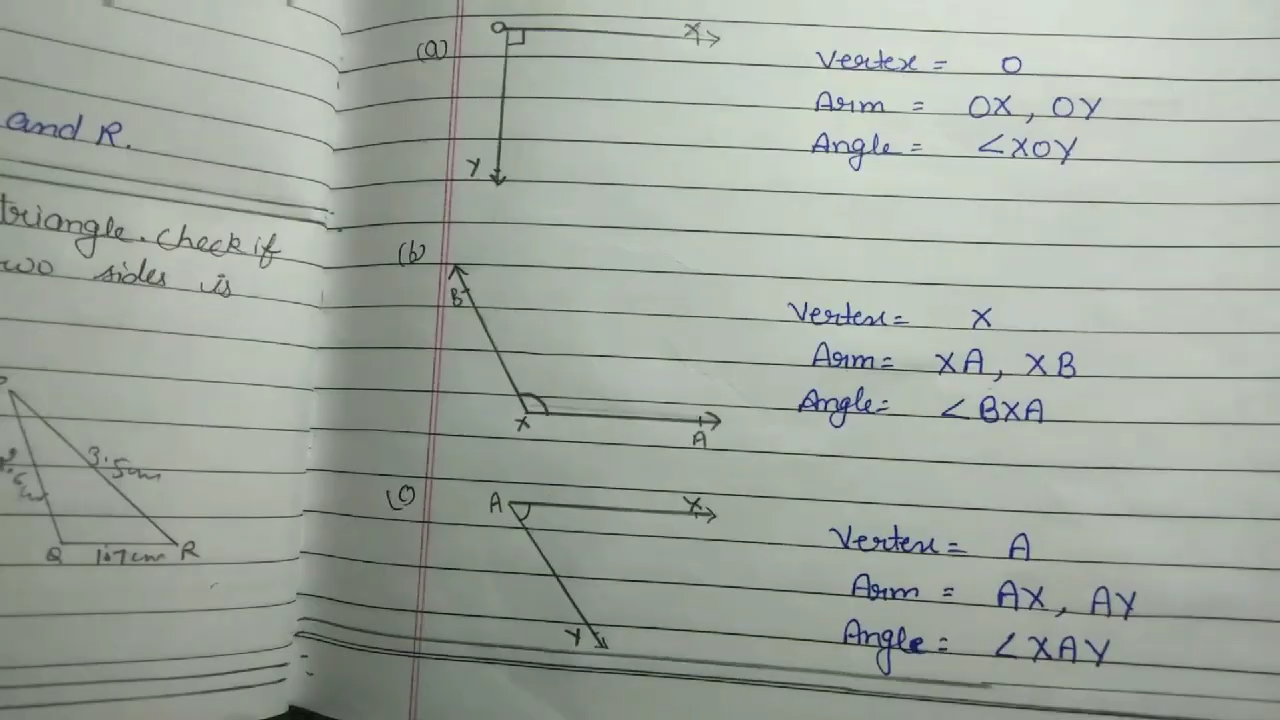 and R.
triangle. Check if
two sides is
3.5cm
Q 1.7cm R
(a)
O X
Y
Vertex = O
Arm = OX, OY
Angle = ∠XOY
(b)
B
X A
Vertex = X
Arm = XA, XB
Angle = ∠BXA
(c)
A X
Y
Vertex = A
Arm = AX, AY
Angle = ∠XAY